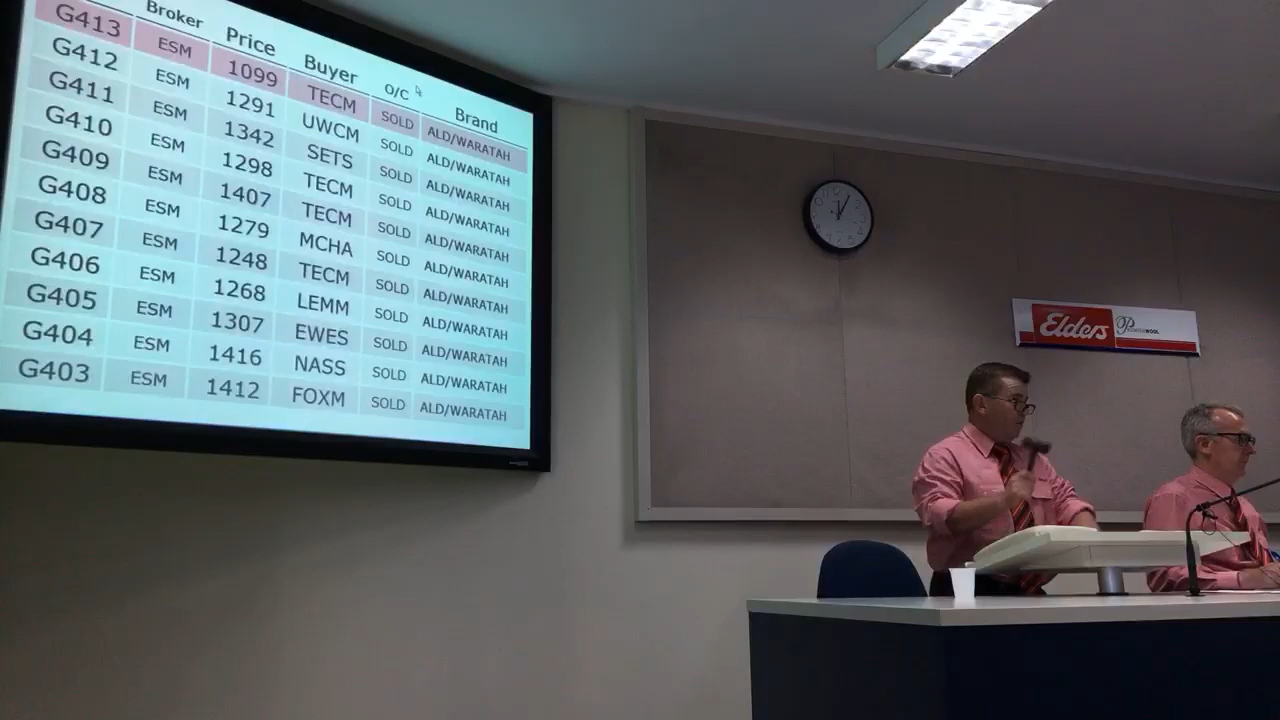 Broker Price Buyer O/C Brand
G413 ESM 1099 TECM SOLD ALD/WARATAH
G412 ESM 1291 UWCM SOLD ALD/WARATAH
G411 ESM 1342 SETS SOLD ALD/WARATAH
G410 ESM 1298 TECM SOLD ALD/WARATAH
G409 ESM 1407 TECM SOLD ALD/WARATAH
G408 ESM 1279 MCHA SOLD ALD/WARATAH
G407 ESM 1248 TECM SOLD ALD/WARATAH
G406 ESM 1268 LEMM SOLD ALD/WARATAH
G405 ESM 1307 EWES SOLD ALD/WARATAH
G404 ESM 1416 NASS SOLD ALD/WARATAH
G403 ESM 1412 FOXM SOLD ALD/WARATAH
Elders